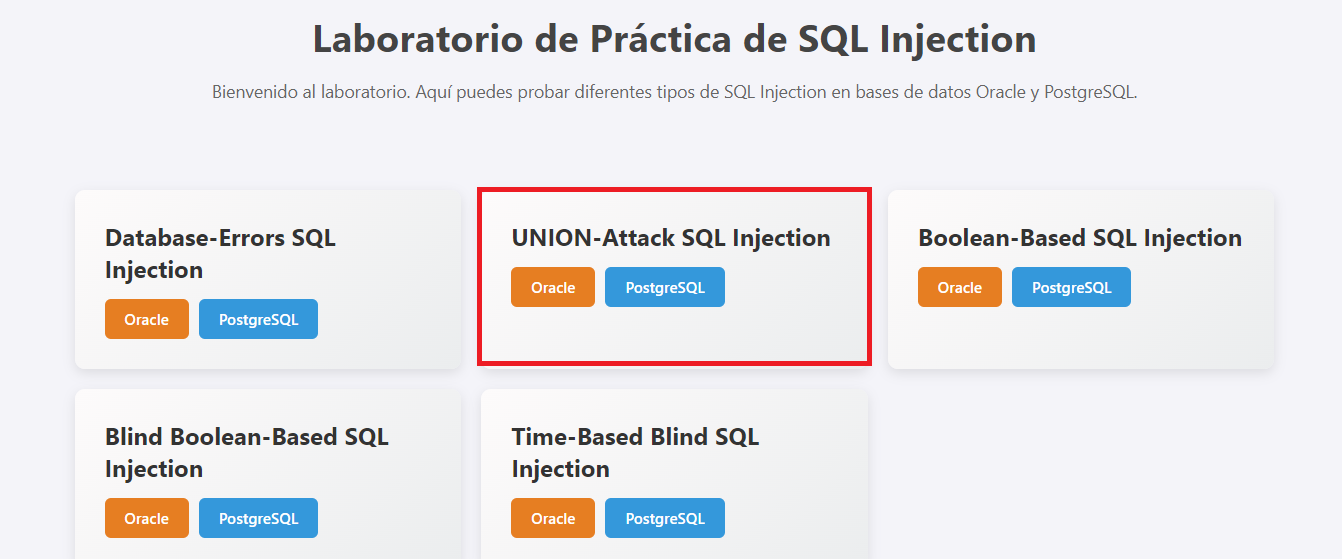 Laboratorio de Práctica de SQL Injection
Bienvenido al laboratorio. Aquí puedes probar diferentes tipos de SQL Injection en bases de datos Oracle y PostgreSQL.
Database-Errors SQL
Injection
Oracle PostgreSQL
UNION-Attack SQL Injection
Oracle PostgreSQL
Boolean-Based SQL Injection
Oracle PostgreSQL
Blind Boolean-Based SQL
Injection
Oracle PostgreSQL
Time-Based Blind SQL
Injection
Oracle PostgreSQL